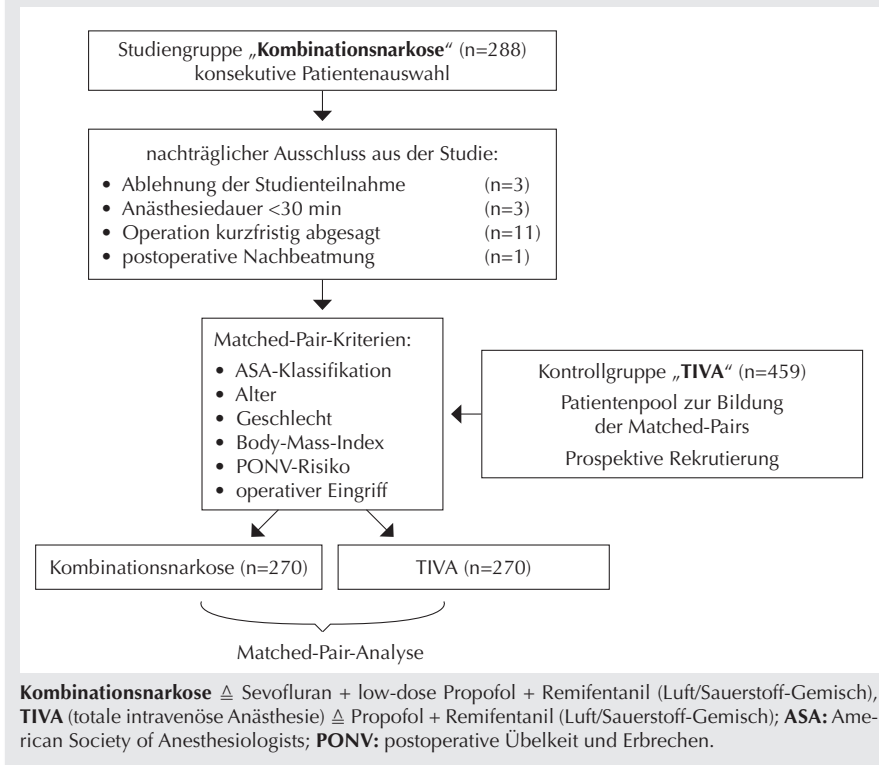 Studiengruppe „Kombinationsnarkose“ (n=288)
konsekutive Patientenauswahl
nachträglicher Ausschluss aus der Studie:
• Ablehnung der Studienteilnahme (n=3)
• Anästhesiedauer <30 min (n=3)
• Operation kurzfristig abgesagt (n=11)
• postoperative Nachbeatmung (n=1)
Matched-Pair-Kriterien:
• ASA-Klassifikation
• Alter
• Geschlecht
• Body-Mass-Index
• PONV-Risiko
• operativer Eingriff
Kontrollgruppe „TIVA“ (n=459)
Patientenpool zur Bildung
der Matched-Pairs
Prospektive Rekrutierung
Kombinationsnarkose (n=270)
TIVA (n=270)
Matched-Pair-Analyse
Kombinationsnarkose ≙ Sevofluran + low-dose Propofol + Remifentanil (Luft/Sauerstoff-Gemisch),
TIVA (totale intravenöse Anästhesie) ≙ Propofol + Remifentanil (Luft/Sauerstoff-Gemisch); ASA: Ame-
rican Society of Anesthesiologists; PONV: postoperative Übelkeit und Erbrechen.